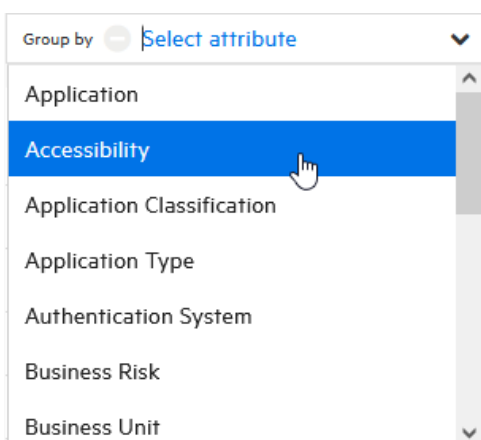 Group by Select attribute
Application
Accessibility
Application Classification
Application Type
Authentication System
Business Risk
Business Unit